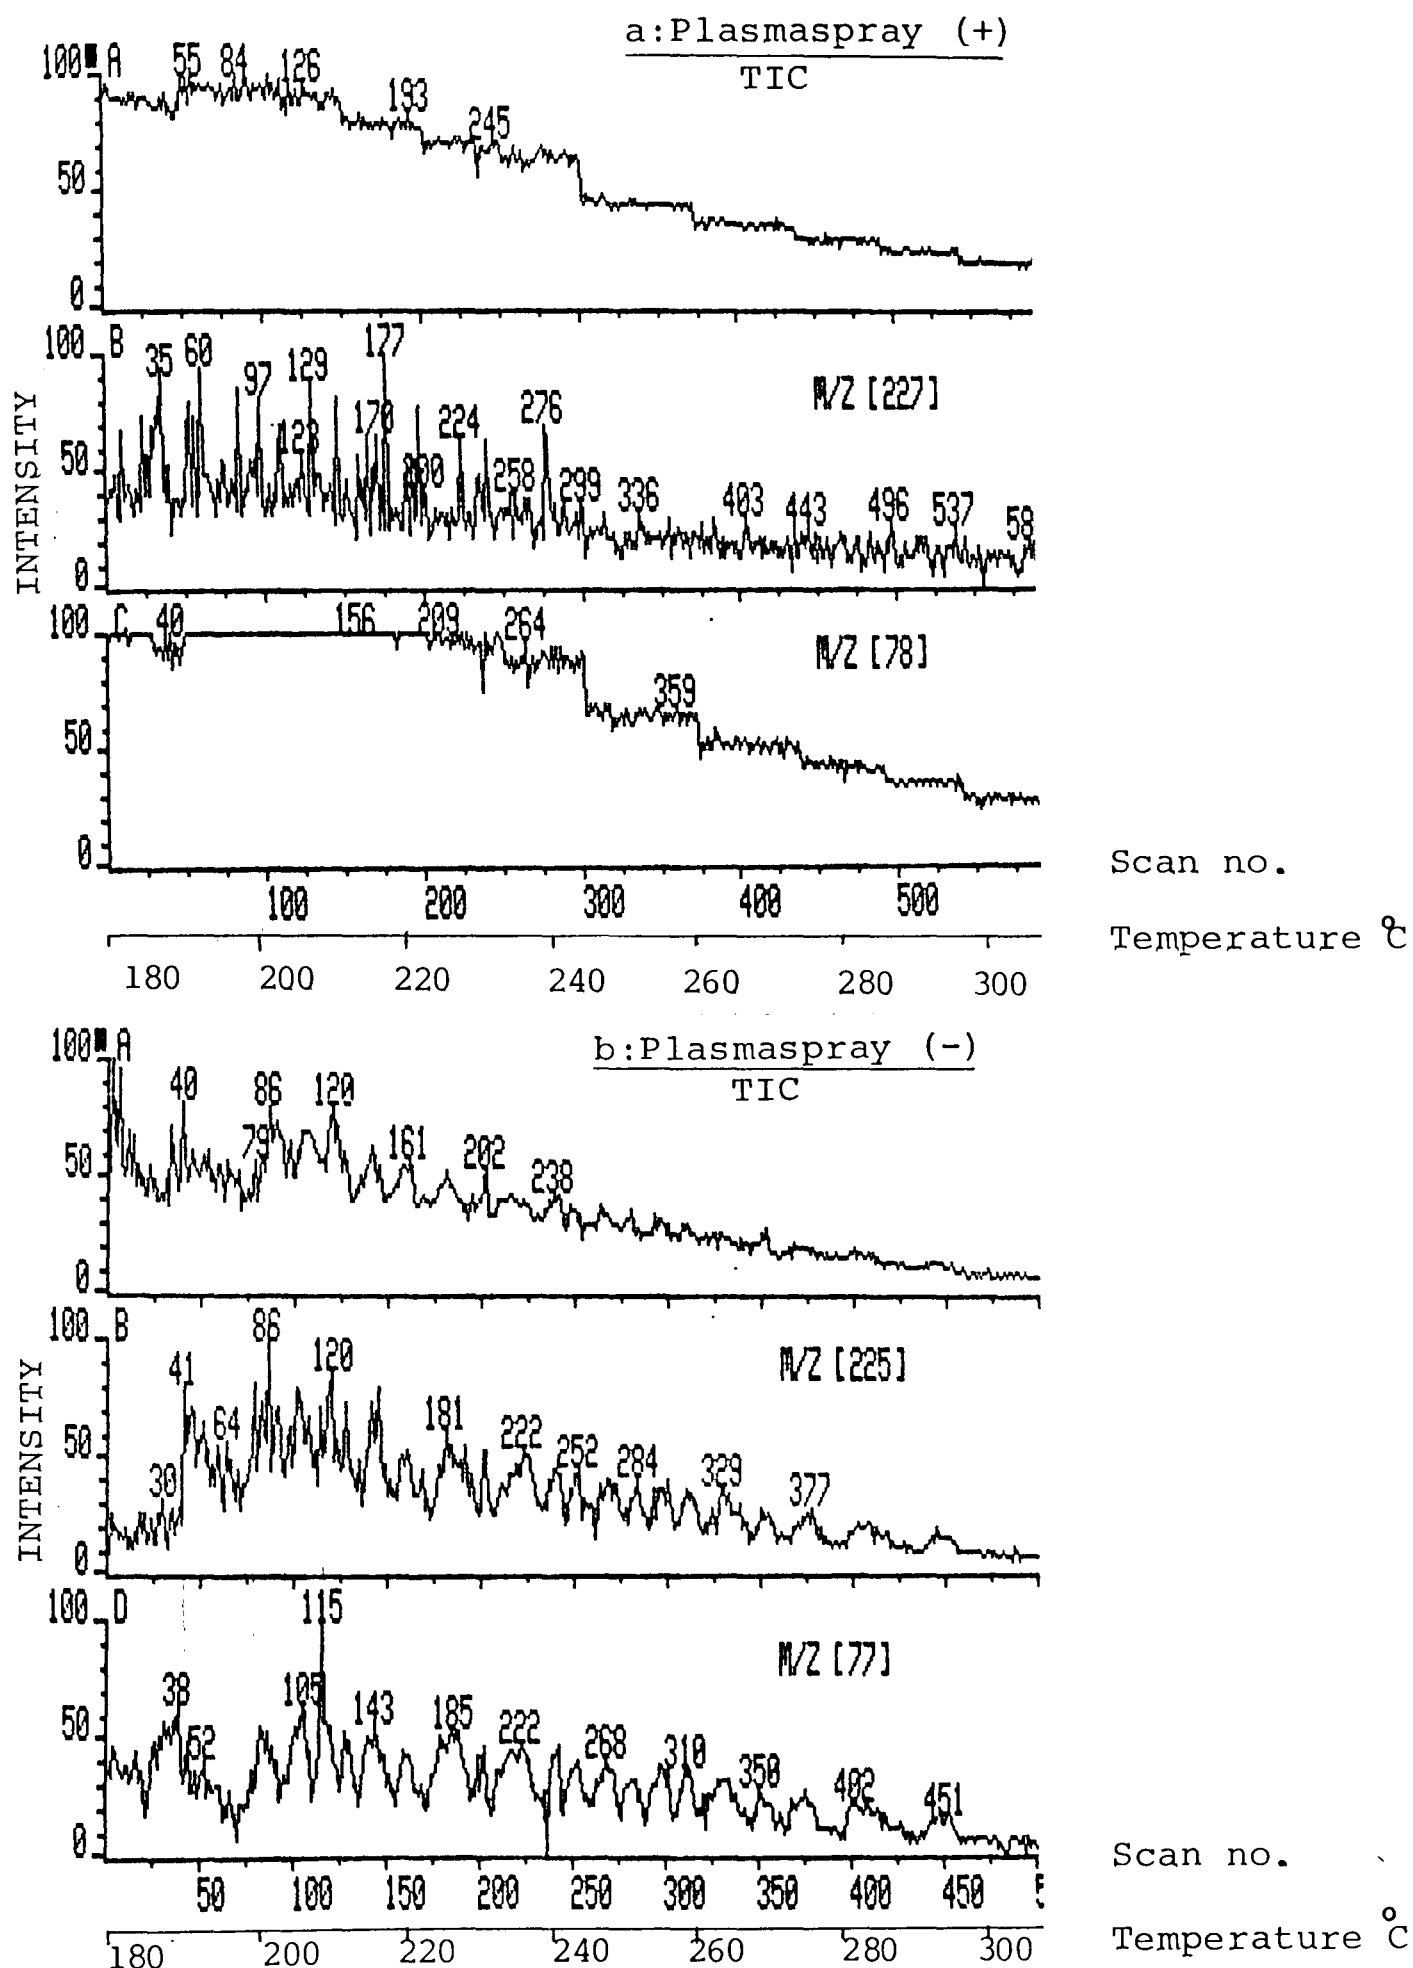 a:Plasmaspray (+)
TIC
100 A 55 84 126 193 245
50
0
INTENSITY
100 B 35 60 97 123 129 170 177 224 258 276 299 336 403 443 496 537 58
M/Z [227]
50
0
100 C 40 156 209 264 359
M/Z [78]
50
0
100 200 300 400 500
Scan no.
Temperature °C
180 200 220 240 260 280 300
b:Plasmaspray (-)
TIC
100 A 40 79 86 120 161 202 238
50
0
INTENSITY
100 B 30 41 64 86 120 181 222 252 284 329 377
M/Z [225]
50
0
100 D 38 52 105 115 143 185 222 268 310 350 402 451
M/Z [77]
50
0
50 100 150 200 250 300 350 400 450 5
Scan no.
Temperature °C
180 200 220 240 260 280 300